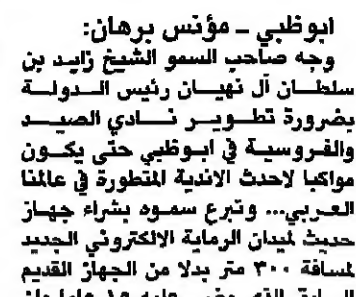 ابوظبي - مؤنس برهان:
وجه صاحب السمو الشيخ زايد بن
سلطان آل نهيان رئيس الدولة
بضرورة تطوير نادي الصيد
والفروسية في ابوظبي حتى يكون
مواكبا لاحدث الاندية المتطورة في عالمنا
العربي... وتبرع سموه بشراء جهاز
حديث لميدان الرماية الالكتروني الجديد
لمسافة ٣٠٠ متر بدلا من الجهاز القديم